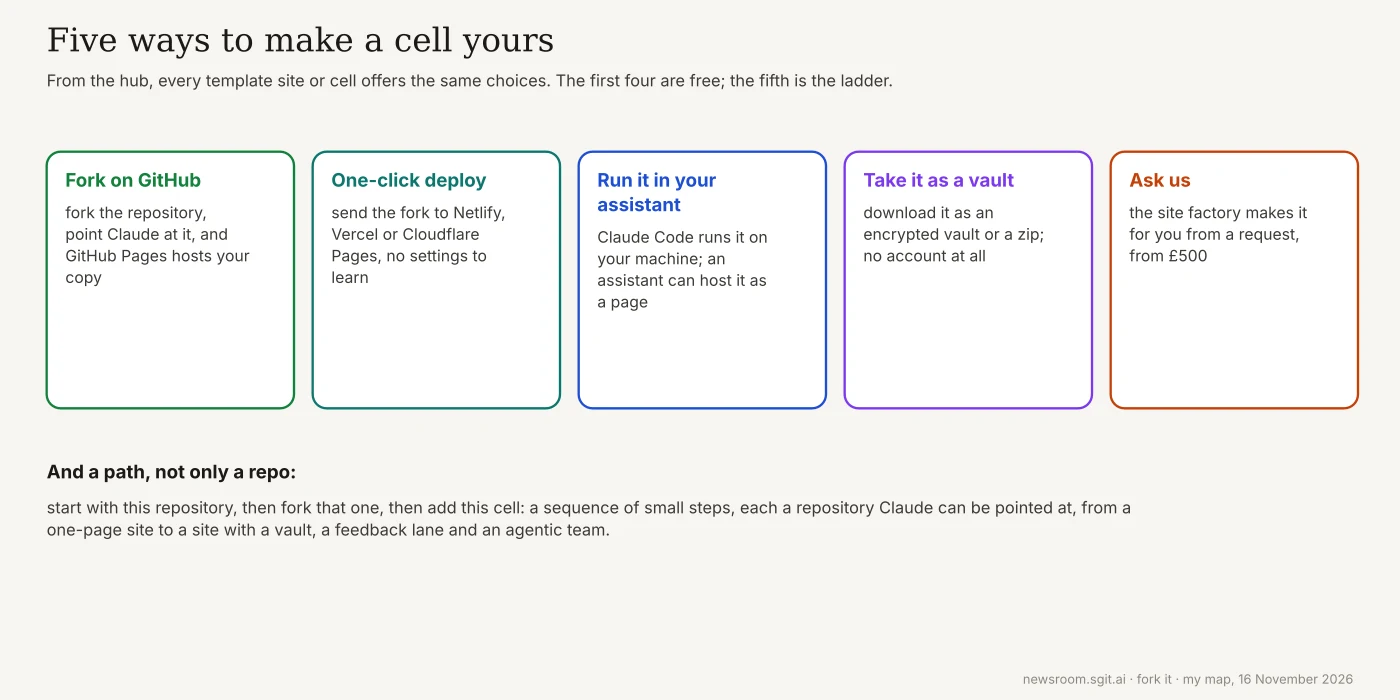 Five ways to make a cell yours
From the hub, every template site or cell offers the same choices. The first four are free; the fifth is the ladder.
Fork on GitHub
fork the repository,
point Claude at it, and
GitHub Pages hosts your
copy
One-click deploy
send the fork to Netlify,
Vercel or Cloudflare
Pages, no settings to
learn
Run it in your
assistant
Claude Code runs it on
your machine; an
assistant can host it as
a page
Take it as a vault
download it as an
encrypted vault or a zip;
no account at all
Ask us
the site factory makes it
for you from a request,
from £500
And a path, not only a repo:
start with this repository, then fork that one, then add this cell: a sequence of small steps, each a repository Claude can be pointed at, from a
one-page site to a site with a vault, a feedback lane and an agentic team.
newsroom.sgit.ai · fork it · my map, 16 November 2026